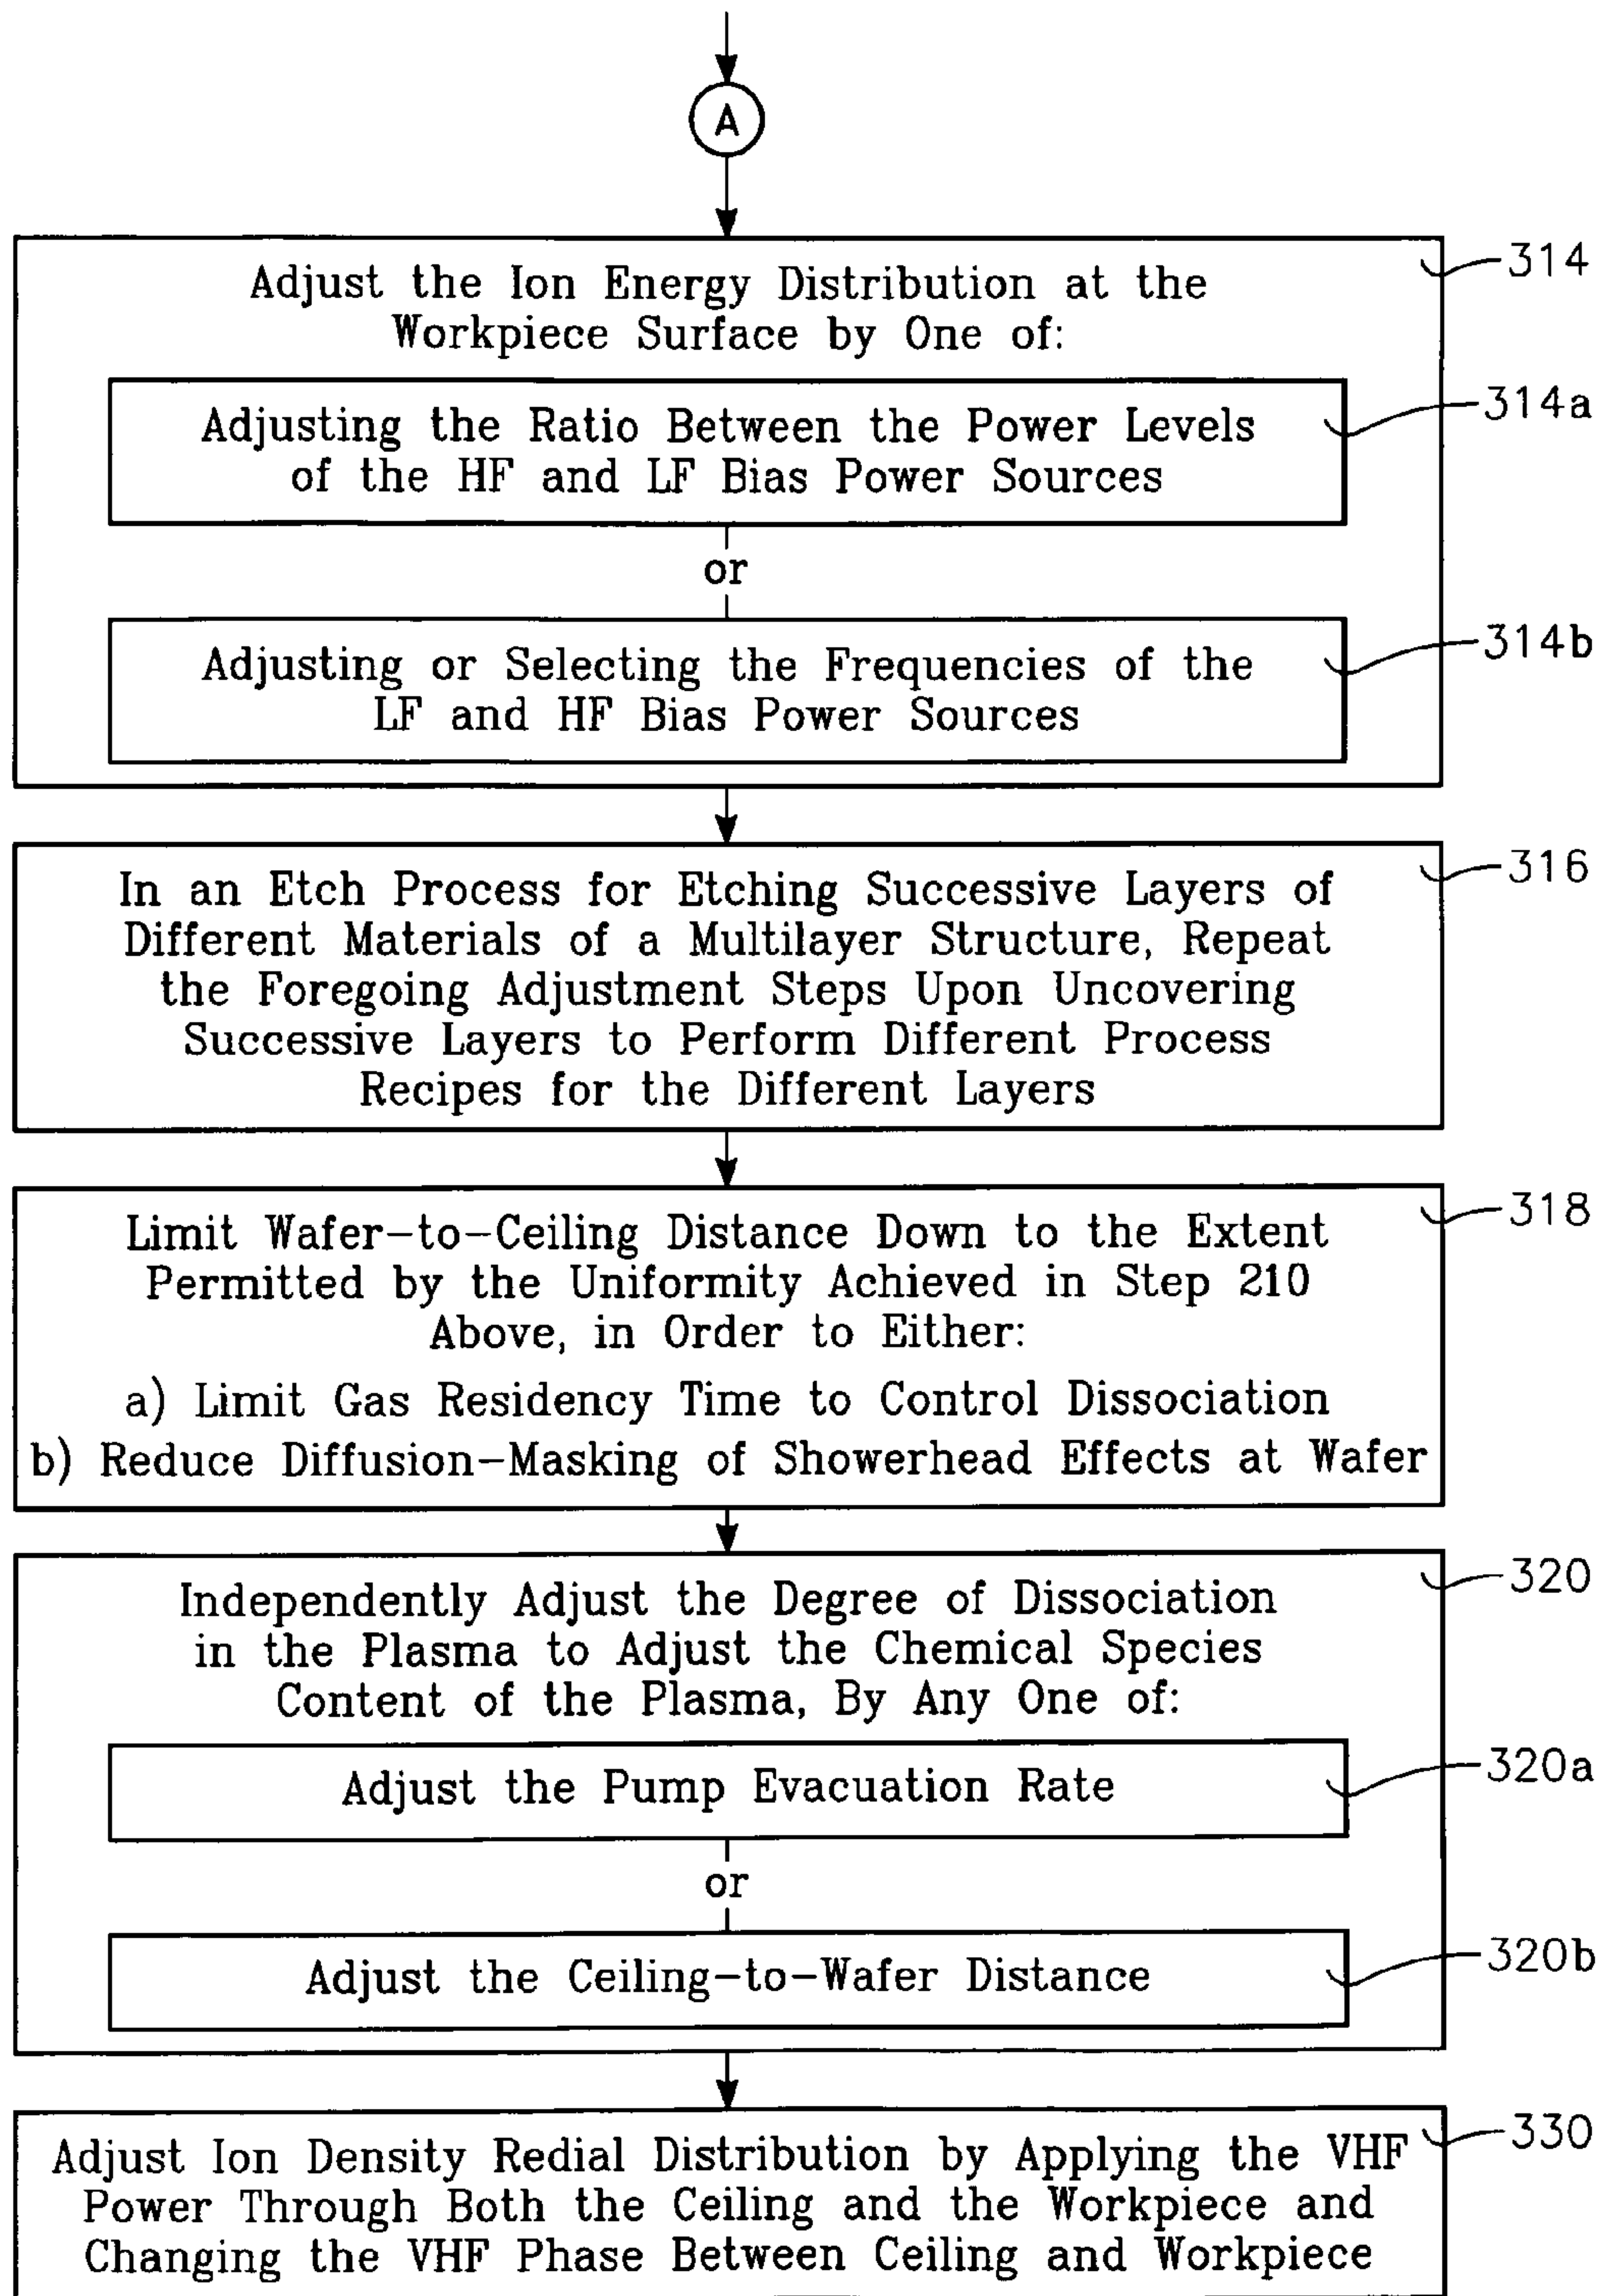 A
314
Adjust the Ion Energy Distribution at the
Workpiece Surface by One of:
314a
Adjusting the Ratio Between the Power Levels
of the HF and LF Bias Power Sources
or
314b
Adjusting or Selecting the Frequencies of the
LF and HF Bias Power Sources
316
In an Etch Process for Etching Successive Layers of
Different Materials of a Multilayer Structure, Repeat
the Foregoing Adjustment Steps Upon Uncovering
Successive Layers to Perform Different Process
Recipes for the Different Layers
318
Limit Wafer-to-Ceiling Distance Down to the Extent
Permitted by the Uniformity Achieved in Step 210
Above, in Order to Either:
a) Limit Gas Residency Time to Control Dissociation
b) Reduce Diffusion-Masking of Showerhead Effects at Wafer
320
Independently Adjust the Degree of Dissociation
in the Plasma to Adjust the Chemical Species
Content of the Plasma, By Any One of:
320a
Adjust the Pump Evacuation Rate
or
320b
Adjust the Ceiling-to-Wafer Distance
330
Adjust Ion Density Redial Distribution by Applying the VHF
Power Through Both the Ceiling and the Workpiece and
Changing the VHF Phase Between Ceiling and Workpiece